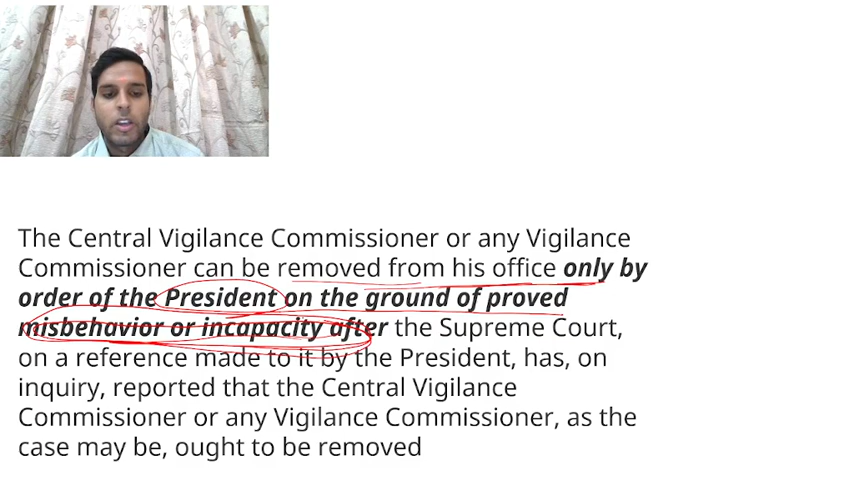 The Central Vigilance Commissioner or any Vigilance
Commissioner can be removed from his office only by
order of the President on the ground of proved
misbehavior or incapacity after the Supreme Court,
on a reference made to it by the President, has, on
inquiry, reported that the Central Vigilance
Commissioner or any Vigilance Commissioner, as the
case may be, ought to be removed